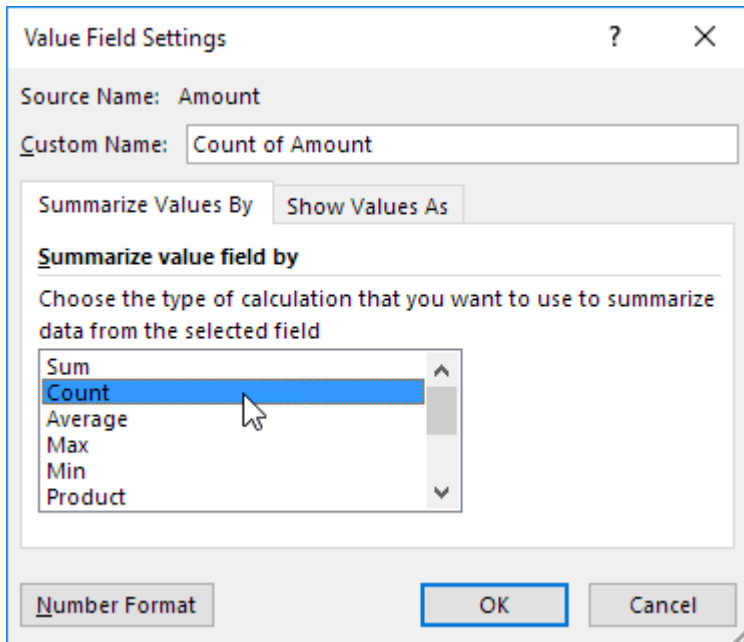 Value Field Settings ?
Source Name: Amount
Custom Name: Count of Amount
Summarize Values By Show Values As
Summarize value field by
Choose the type of calculation that you want to use to summarize
data from the selected field
Sum
Count
Average
Max
Min
Product
Number Format OK Cancel